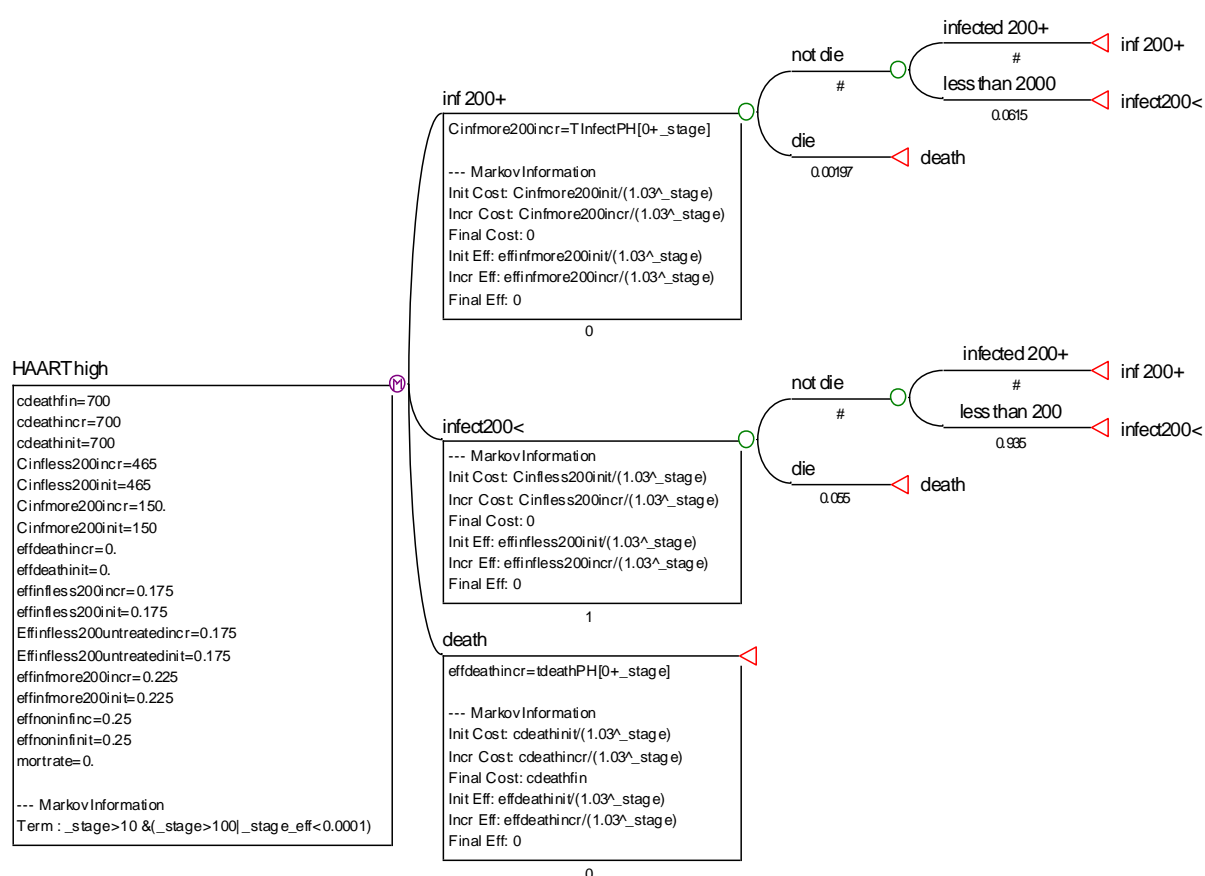 HAART high
cdeathfin=700
cdeathincr=700
cdeathinit=700
Cinfless200incr=465
Cinfless200init=465
Cinfmore200incr=150.
Cinfmore200init=150
effdeathincr=0.
effdeathinit=0.
effinfless200incr=0.175
effinfless200init=0.175
Effinfless200untreatedincr=0.175
Effinfless200untreatedinit=0.175
effinfmore200incr=0.225
effinfmore200init=0.225
effnoninfinc=0.25
effnoninfinit=0.25
mortrate=0.
--- Markov Information
Term : _stage>10 &(_stage>100|_stage_eff<0.0001)
inf 200+
Cinfmore200incr=TInfectPH[0+_stage]
--- Markov Information
Init Cost: Cinfmore200init/(1.03^_stage)
Incr Cost: Cinfmore200incr/(1.03^_stage)
Final Cost: 0
Init Eff: effinfmore200init/(1.03^_stage)
Incr Eff: effinfmore200incr/(1.03^_stage)
Final Eff: 0
0
not die
#
infected 200+
#
inf 200+
less than 2000
0.0615
infect200<
die
0.00197
death
infect200<
--- Markov Information
Init Cost: Cinfless200init/(1.03^_stage)
Incr Cost: Cinfless200incr/(1.03^_stage)
Final Cost: 0
Init Eff: effinfless200init/(1.03^_stage)
Incr Eff: effinfless200incr/(1.03^_stage)
Final Eff: 0
1
not die
#
infected 200+
#
inf 200+
less than 200
0.935
infect200<
die
0.055
death
death
effdeathincr=tdeathPH[0+_stage]
--- Markov Information
Init Cost: cdeathinit/(1.03^_stage)
Incr Cost: cdeathincr/(1.03^_stage)
Final Cost: cdeathfin
Init Eff: effdeathinit/(1.03^_stage)
Incr Eff: effdeathincr/(1.03^_stage)
Final Eff: 0
0
M